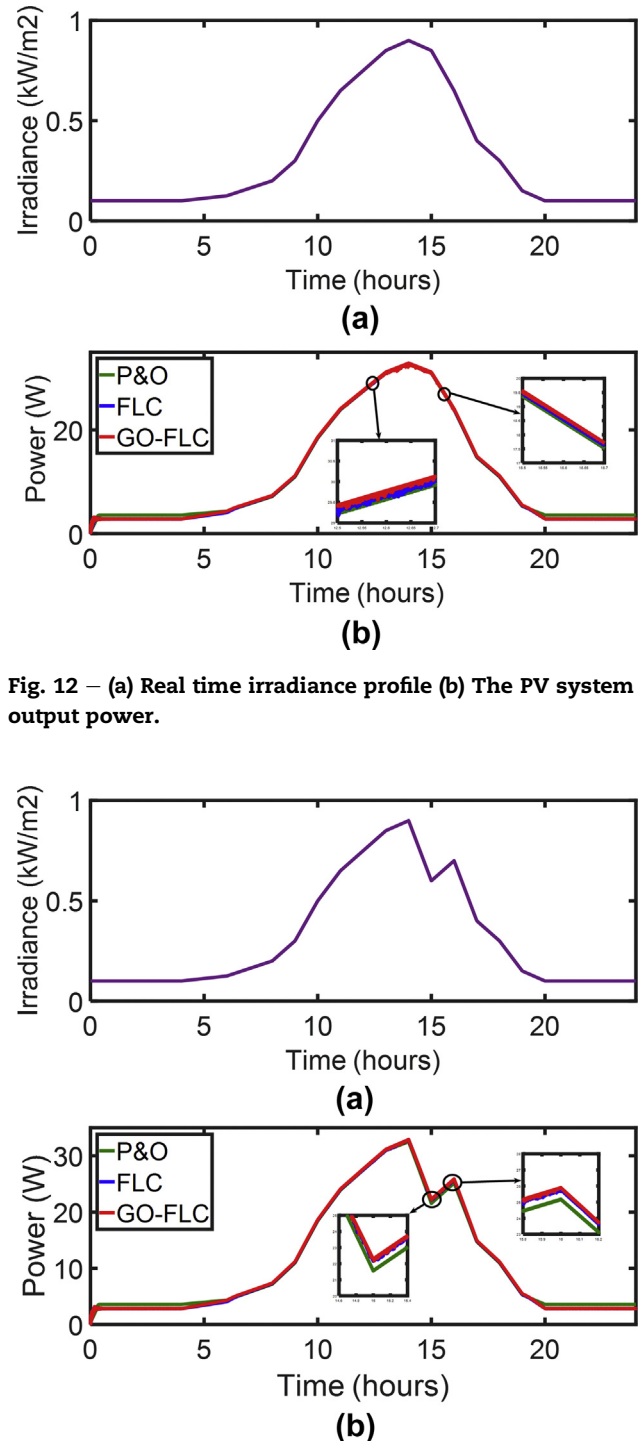 1
0.5
0
Irradiance (kW/m2)
0 5 10 15 20
Time (hours)
(a)
P&O
FLC
GO-FLC
20
0
Power (W)
0 5 10 15 20
Time (hours)
(b)
Fig. 12 – (a) Real time irradiance profile (b) The PV system
output power.
1
0.5
0
Irradiance (kW/m2)
0 5 10 15 20
Time (hours)
(a)
P&O
FLC
GO-FLC
30
20
10
0
Power (W)
0 5 10 15 20
Time (hours)
(b)